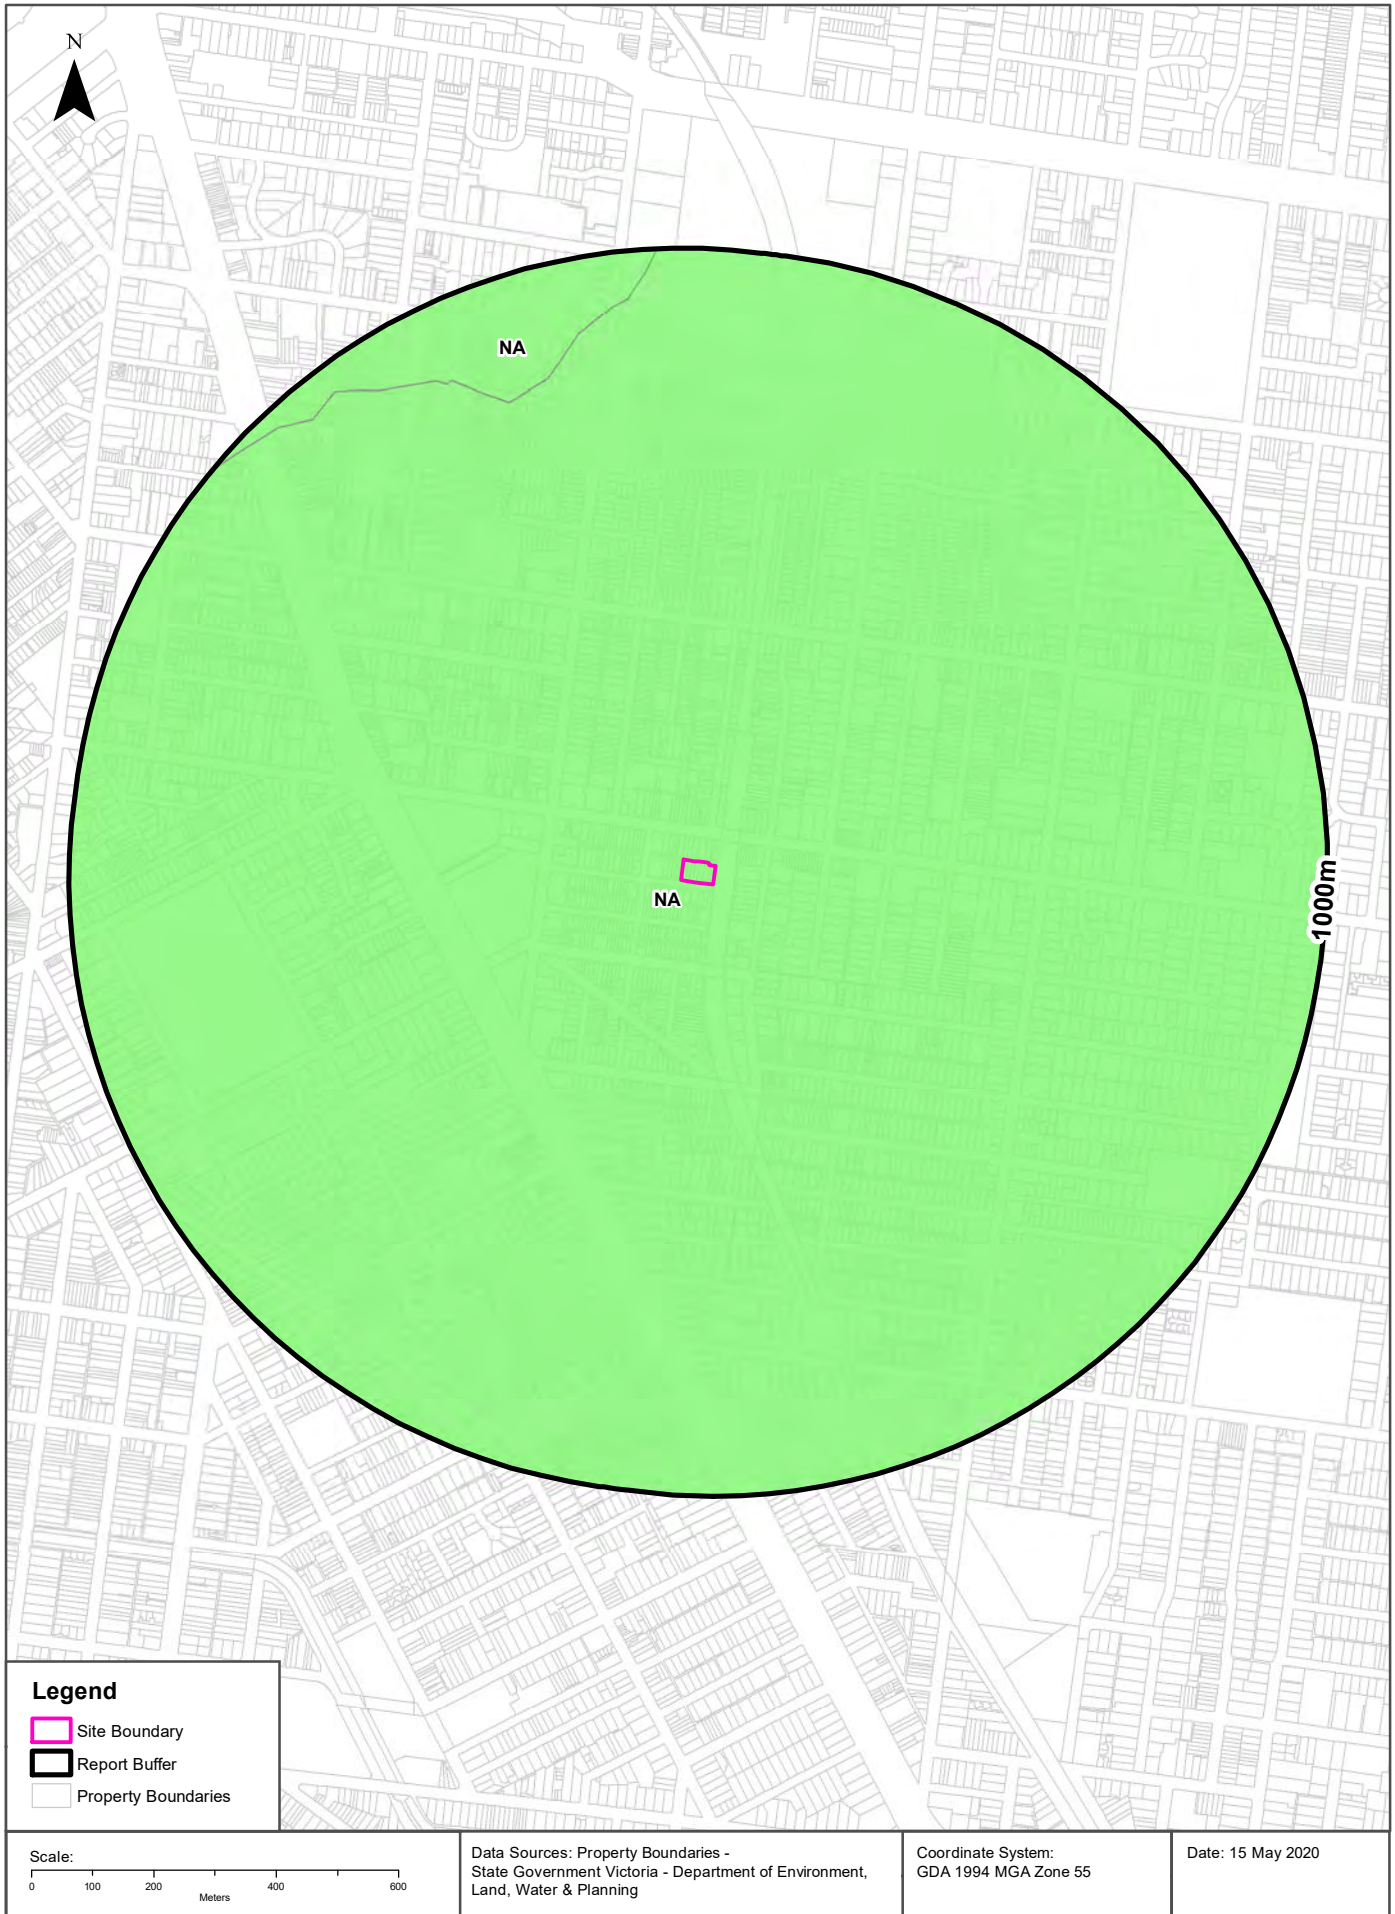 N
NA
NA
1000m
Legend
Site Boundary
Report Buffer
Property Boundaries
Scale:
0 100 200 400 600
Meters
Data Sources: Property Boundaries -
State Government Victoria - Department of Environment,
Land, Water & Planning
Coordinate System:
GDA 1994 MGA Zone 55
Date: 15 May 2020